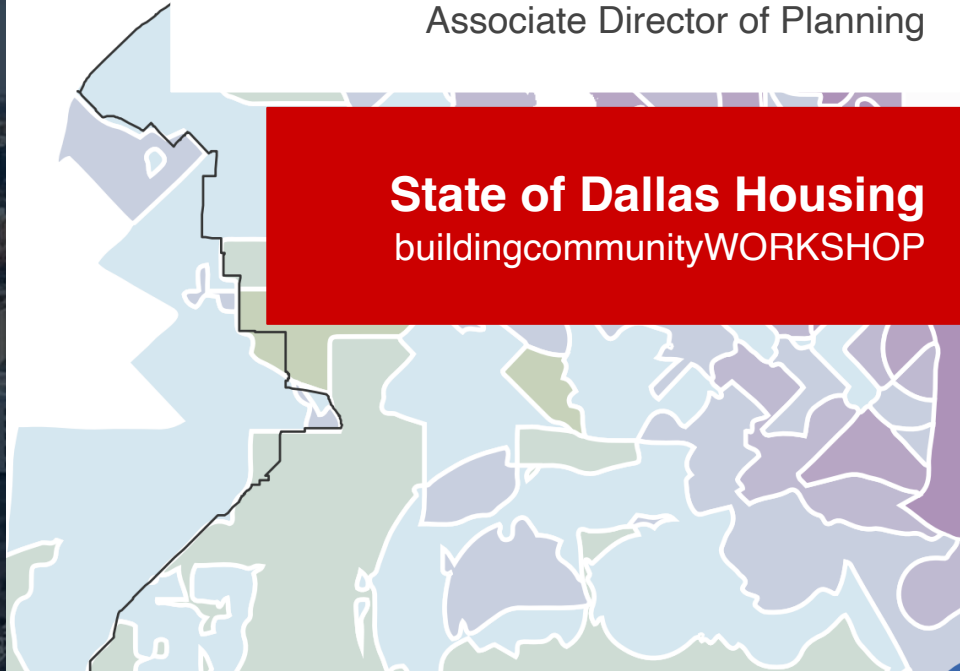 Associate Director of Planning
State of Dallas Housing
buildingcommunityWORKSHOP